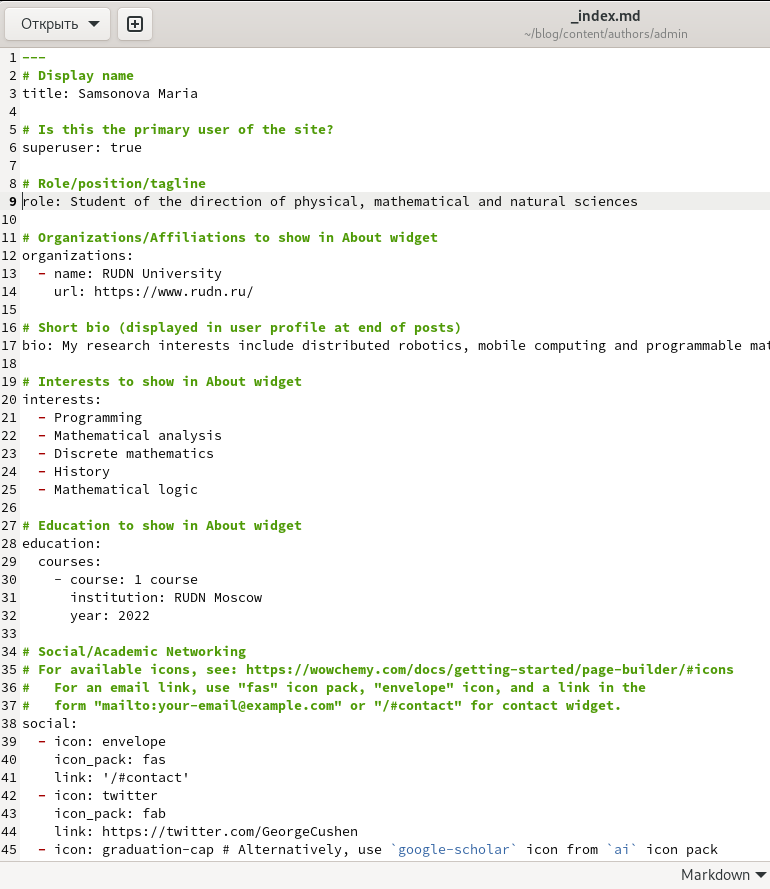 Открыть
_index.md
~/blog/content/authors/admin
1 ---
2 # Display name
3 title: Samsonova Maria
4
5 # Is this the primary user of the site?
6 superuser: true
7
8 # Role/position/tagline
9 role: Student of the direction of physical, mathematical and natural sciences
10
11 # Organizations/Affiliations to show in About widget
12 organizations:
13   - name: RUDN University
14     url: https://www.rudn.ru/
15
16 # Short bio (displayed in user profile at end of posts)
17 bio: My research interests include distributed robotics, mobile computing and programmable mat
18
19 # Interests to show in About widget
20 interests:
21   - Programming
22   - Mathematical analysis
23   - Discrete mathematics
24   - History
25   - Mathematical logic
26
27 # Education to show in About widget
28 education:
29   courses:
30     - course: 1 course
31       institution: RUDN Moscow
32       year: 2022
33
34 # Social/Academic Networking
35 # For available icons, see: https://wowchemy.com/docs/getting-started/page-builder/#icons
36 #   For an email link, use "fas" icon pack, "envelope" icon, and a link in the
37 #   form "mailto:your-email@example.com" or "/#contact" for contact widget.
38 social:
39   - icon: envelope
40     icon_pack: fas
41     link: '/#contact'
42   - icon: twitter
43     icon_pack: fab
44     link: https://twitter.com/GeorgeCushen
45   - icon: graduation-cap # Alternatively, use `google-scholar` icon from `ai` icon pack
Markdown